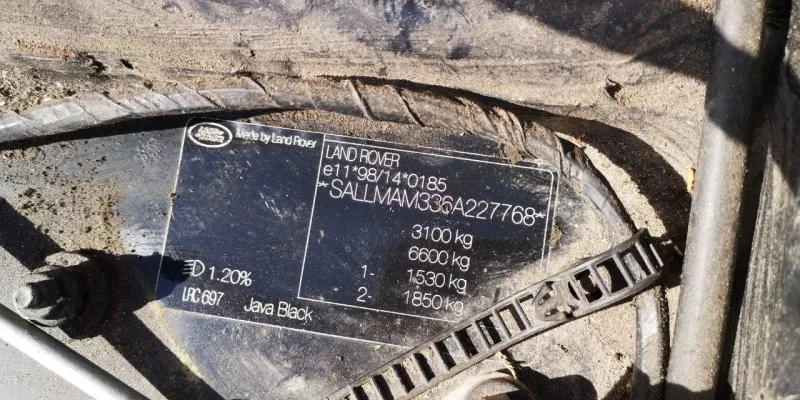 LAND ROVER
Made by Land Rover
LAND ROVER
e11*98/14*0185
*SALLMAM336A227768*
3100 kg
6600 kg
1- 1530 kg
2- 1850 kg
1.20%
LRC 697 Java Black